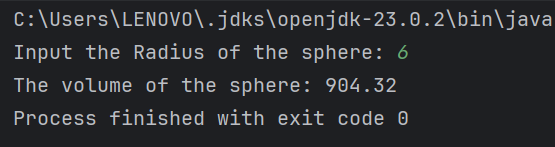 C:\Users\LENOVO\.jdks\openjdk-23.0.2\bin\java
Input the Radius of the sphere: 6
The volume of the sphere: 904.32
Process finished with exit code 0